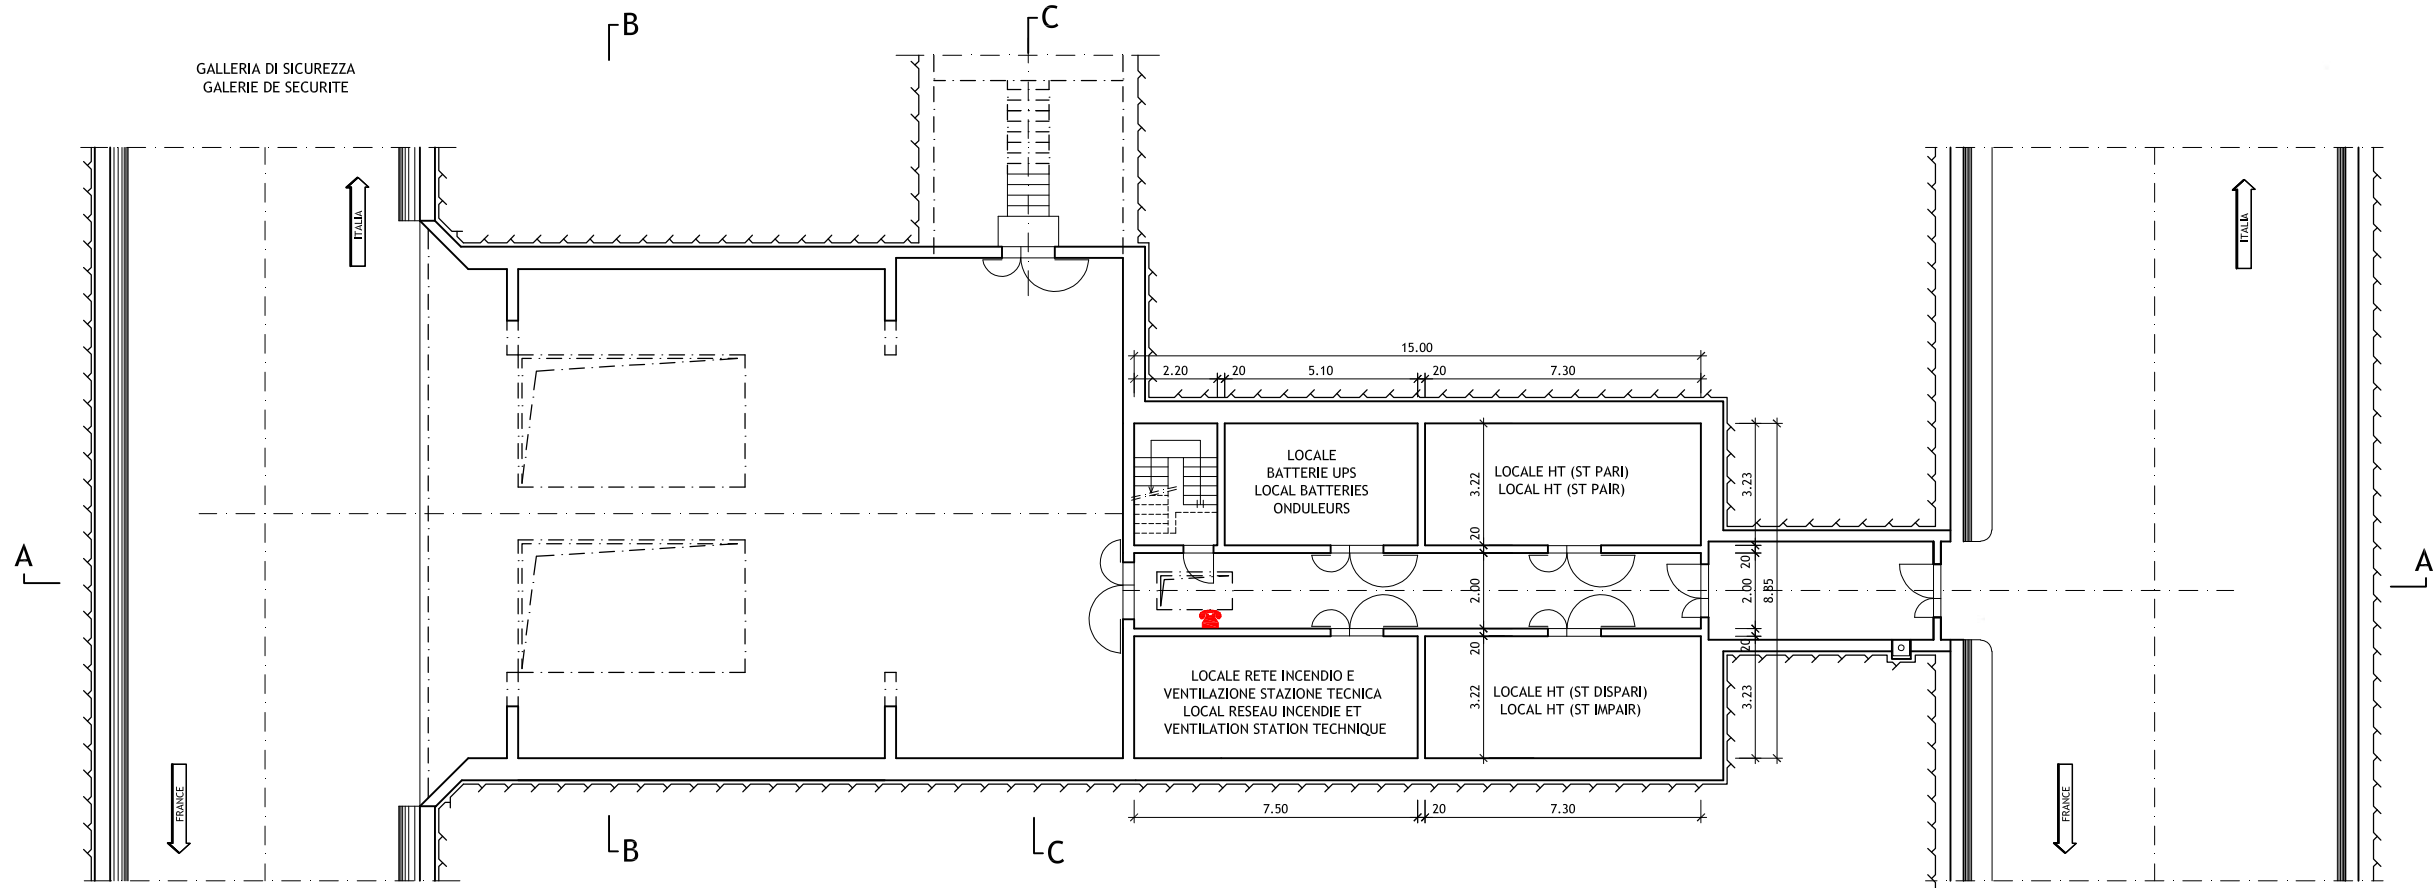 B
C
GALLERIA DI SICUREZZA
GALERIE DE SECURITE
ITALIA
ITALIA
15.00
2.20
20
5.10
20
7.30
LOCALE
BATTERIE UPS
LOCAL BATTERIES
ONDULEURS
LOCALE HT (ST PARI)
LOCAL HT (ST PAIR)
3.22
3.23
20
20
A
A
2.00
2.00
8.85
20
20
LOCALE RETE INCENDIO E
VENTILAZIONE STAZIONE TECNICA
LOCAL RESEAU INCENDIE ET
VENTILATION STATION TECHNIQUE
LOCALE HT (ST DISPARI)
LOCAL HT (ST IMPAIR)
3.22
3.23
FRANCE
FRANCE
7.50
20
7.30
B
C